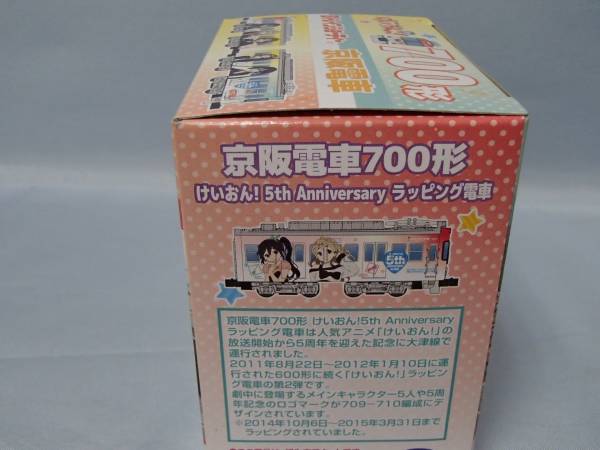 700形
京阪電車
京阪電車700形
けいおん! 5th Anniversary ラッピング電車
5th
京阪電車700形 けいおん!5th Anniversary
ラッピング電車は人気アニメ「けいおん!」の
放送開始から5周年を迎えた記念に大津線で
運行されました。
2011年8月22日~2012年1月10日に運
行された600形に続く「けいおん!」ラッピ
ング電車の第2弾です。
劇中に登場するメインキャラクター5人や5周
年記念のロゴマークが709-710編成にデ
ザインされています。
※2014年10月6日~2015年3月31日まで
ラッピングされていました。